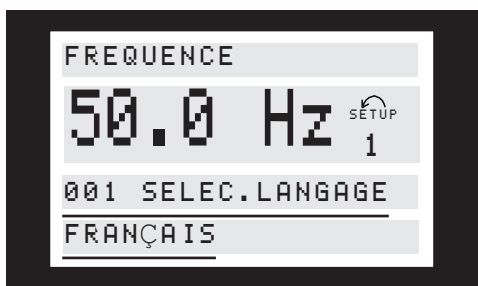 FREQUENCE
50.0 Hz SETUP
1
001 SELEC.LANGAGE
FRANÇAIS